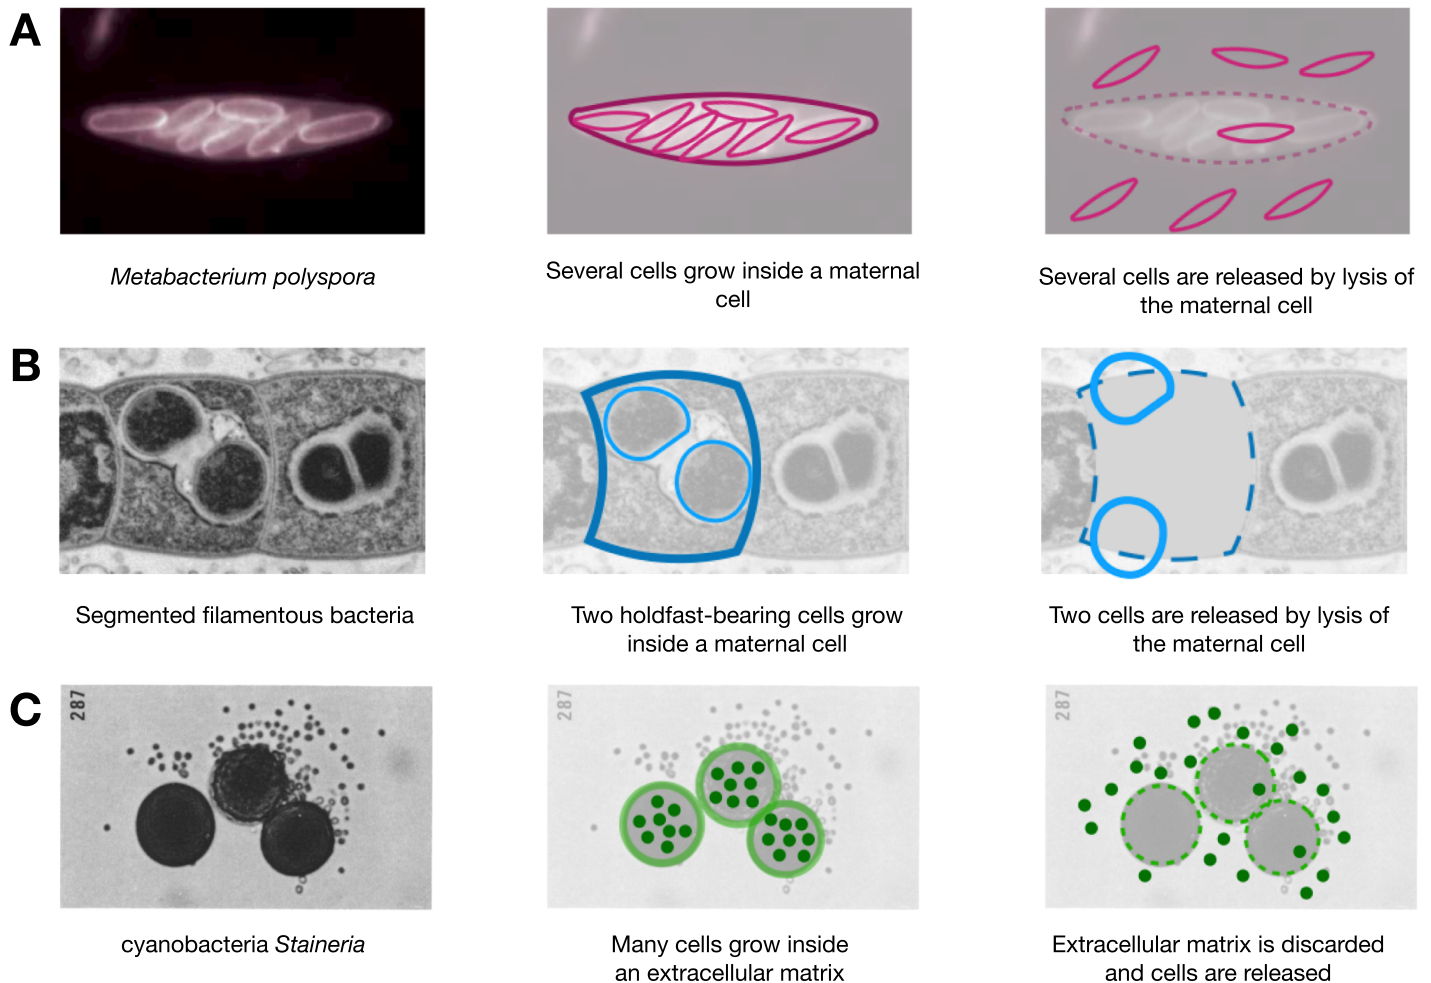 A
Metabacterium polyspora
Several cells grow inside a maternal
cell
Several cells are released by lysis of
the maternal cell
B
Segmented filamentous bacteria
Two holdfast-bearing cells grow
inside a maternal cell
Two cells are released by lysis of
the maternal cell
C
287
287
287
cyanobacteria Staineria
Many cells grow inside
an extracellular matrix
Extracellular matrix is discarded
and cells are released